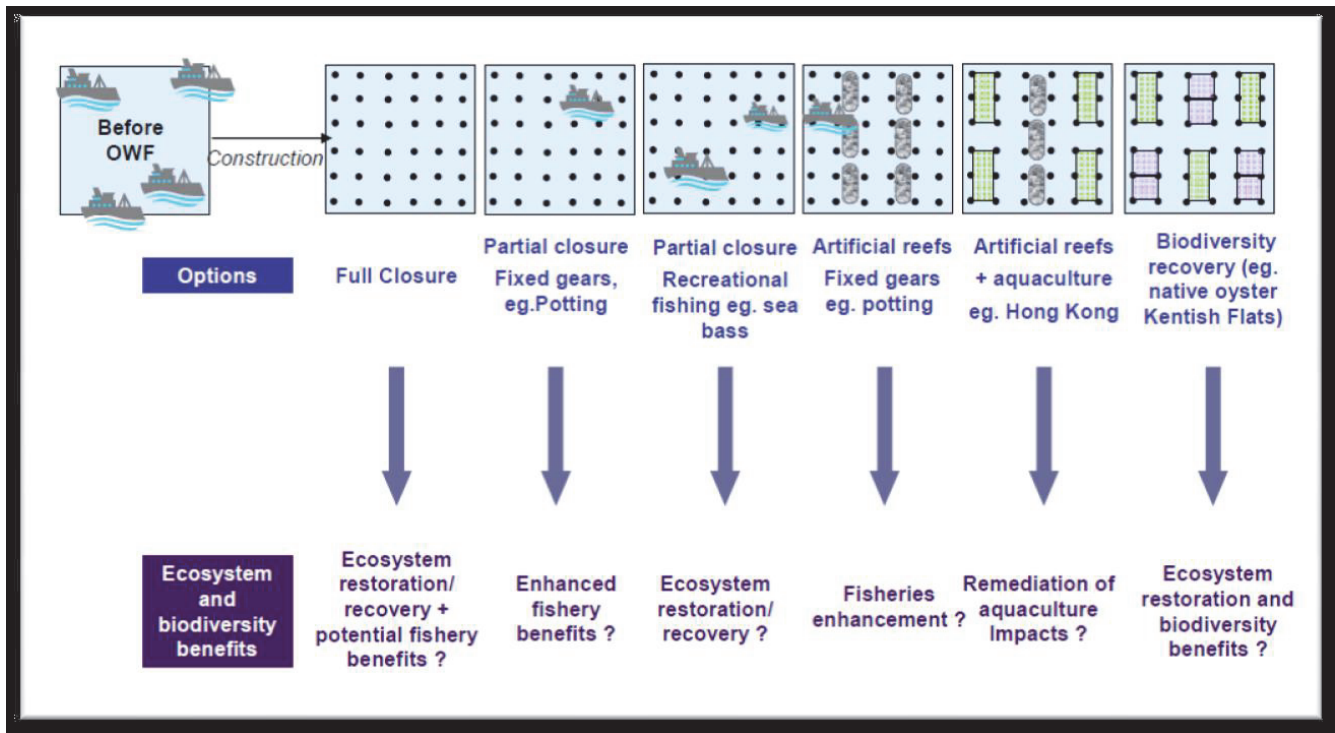 Before
OWF
Construction
Options
Full Closure
Partial closure
Fixed gears,
eg.Potting
Partial closure
Recreational
fishing eg. sea
bass
Artificial reefs
Fixed gears
eg. potting
Artificial reefs
+ aquaculture
eg. Hong Kong
Biodiversity
recovery (eg.
native oyster
Kentish Flats)
Ecosystem
and
biodiversity
benefits
Ecosystem
restoration/
recovery +
potential fishery
benefits ?
Enhanced
fishery
benefits ?
Ecosystem
restoration/
recovery ?
Fisheries
enhancement ?
Remediation of
aquaculture
Impacts ?
Ecosystem
restoration and
biodiversity
benefits ?